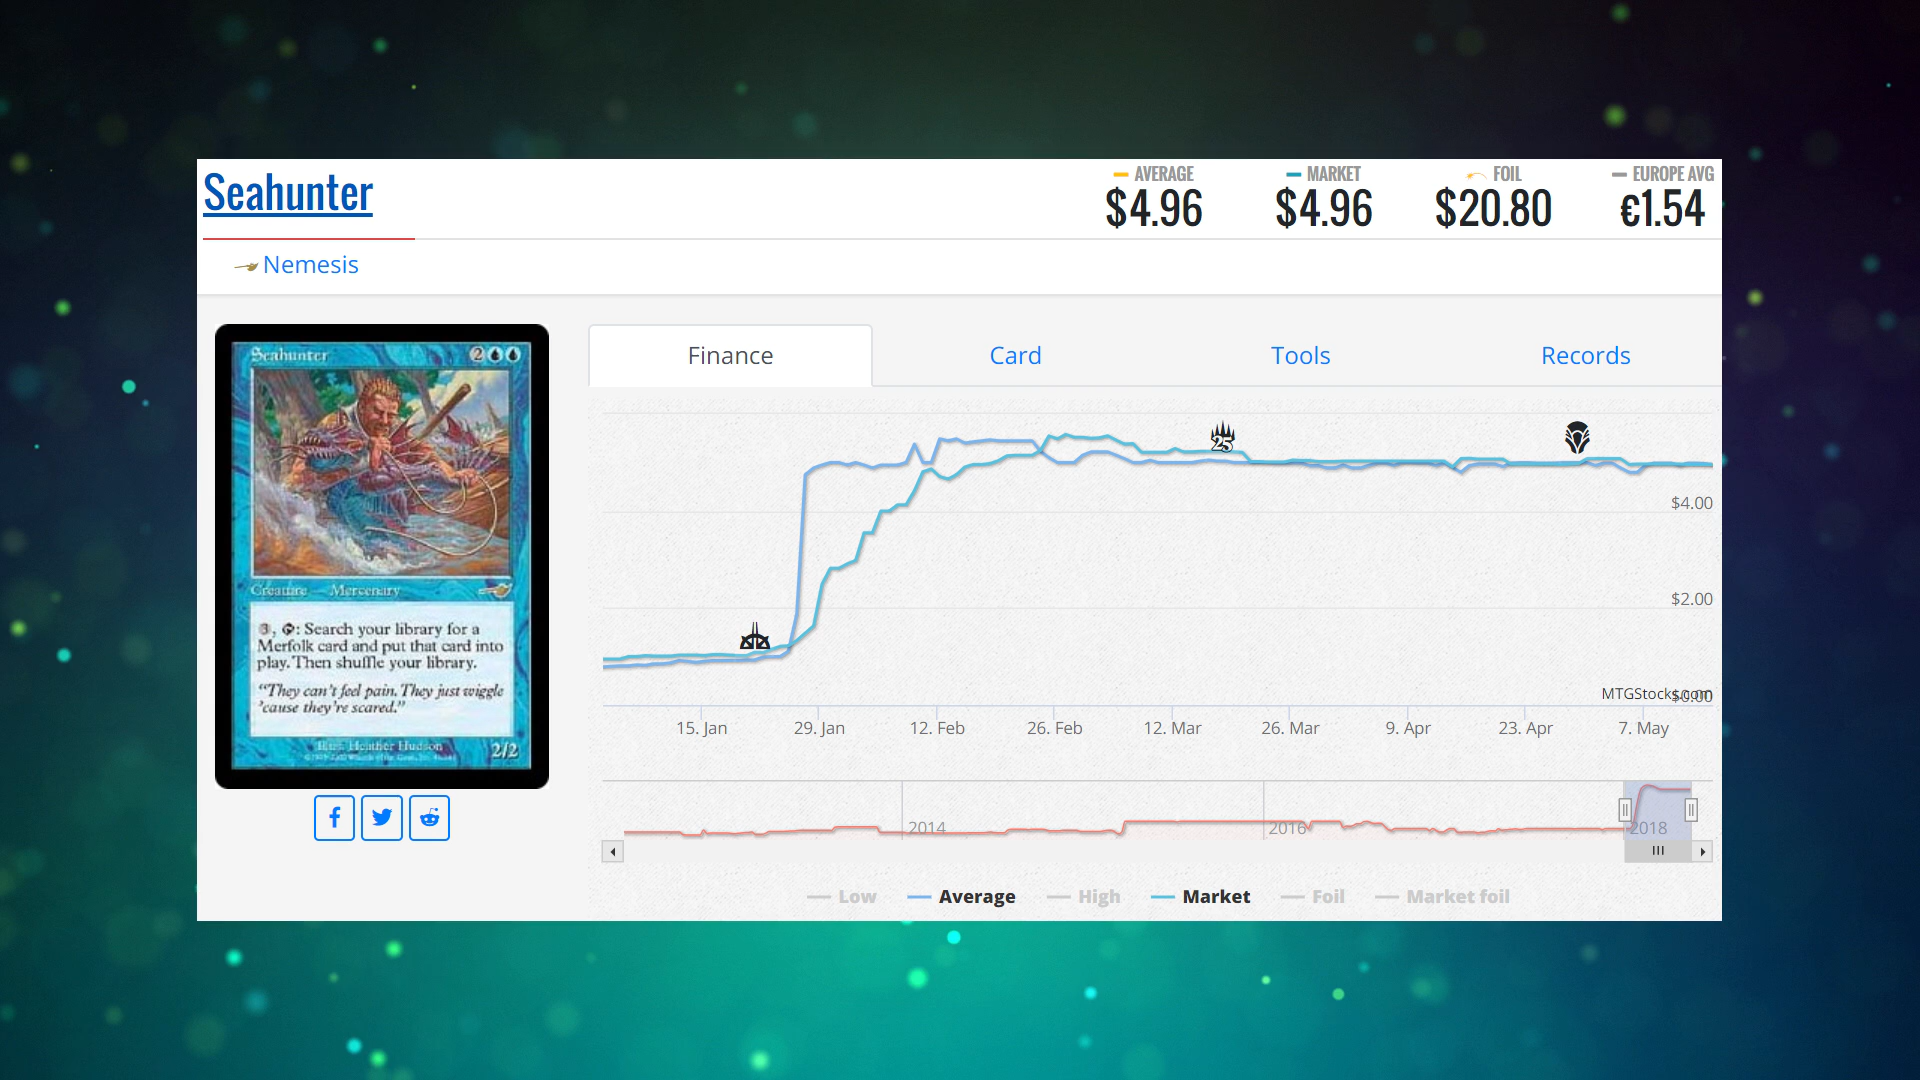 Seahunter
AVERAGE
$4.96
MARKET
$4.96
FOIL
$20.80
EUROPE AVG
€1.54
Nemesis
Seahunter 2
Creature Mercenary
3, : Search your library for a
Merfolk card and put that card into
play. Then shuffle your library.
“They can't feel pain. They just wiggle
'cause they're scared.”
Illus. Heather Hudson
2/2
Finance
Card
Tools
Records
25
$4.00
$2.00
$0.00
MTGStocks.com
15. Jan
29. Jan
12. Feb
26. Feb
12. Mar
26. Mar
9. Apr
23. Apr
7. May
2014
2016
2018
Low
Average
High
Market
Foil
Market foil